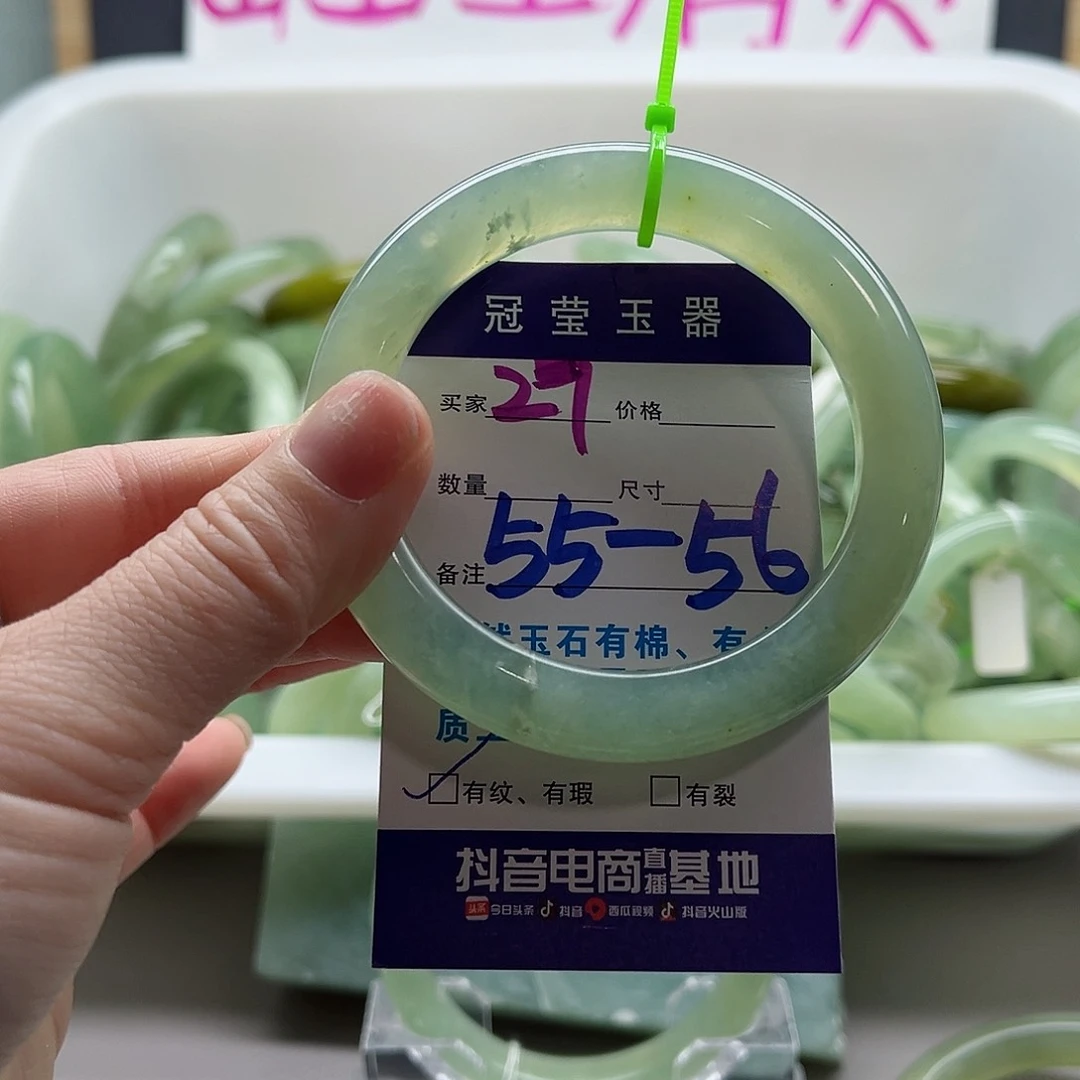 冠莹玉器
买家 27 价格
数量 尺寸
备注 55-56
玉石有棉、有
质
有纹、有瑕 有裂
抖音电商直播基地
头条 今日头条 抖音 西瓜视频 抖音火山版